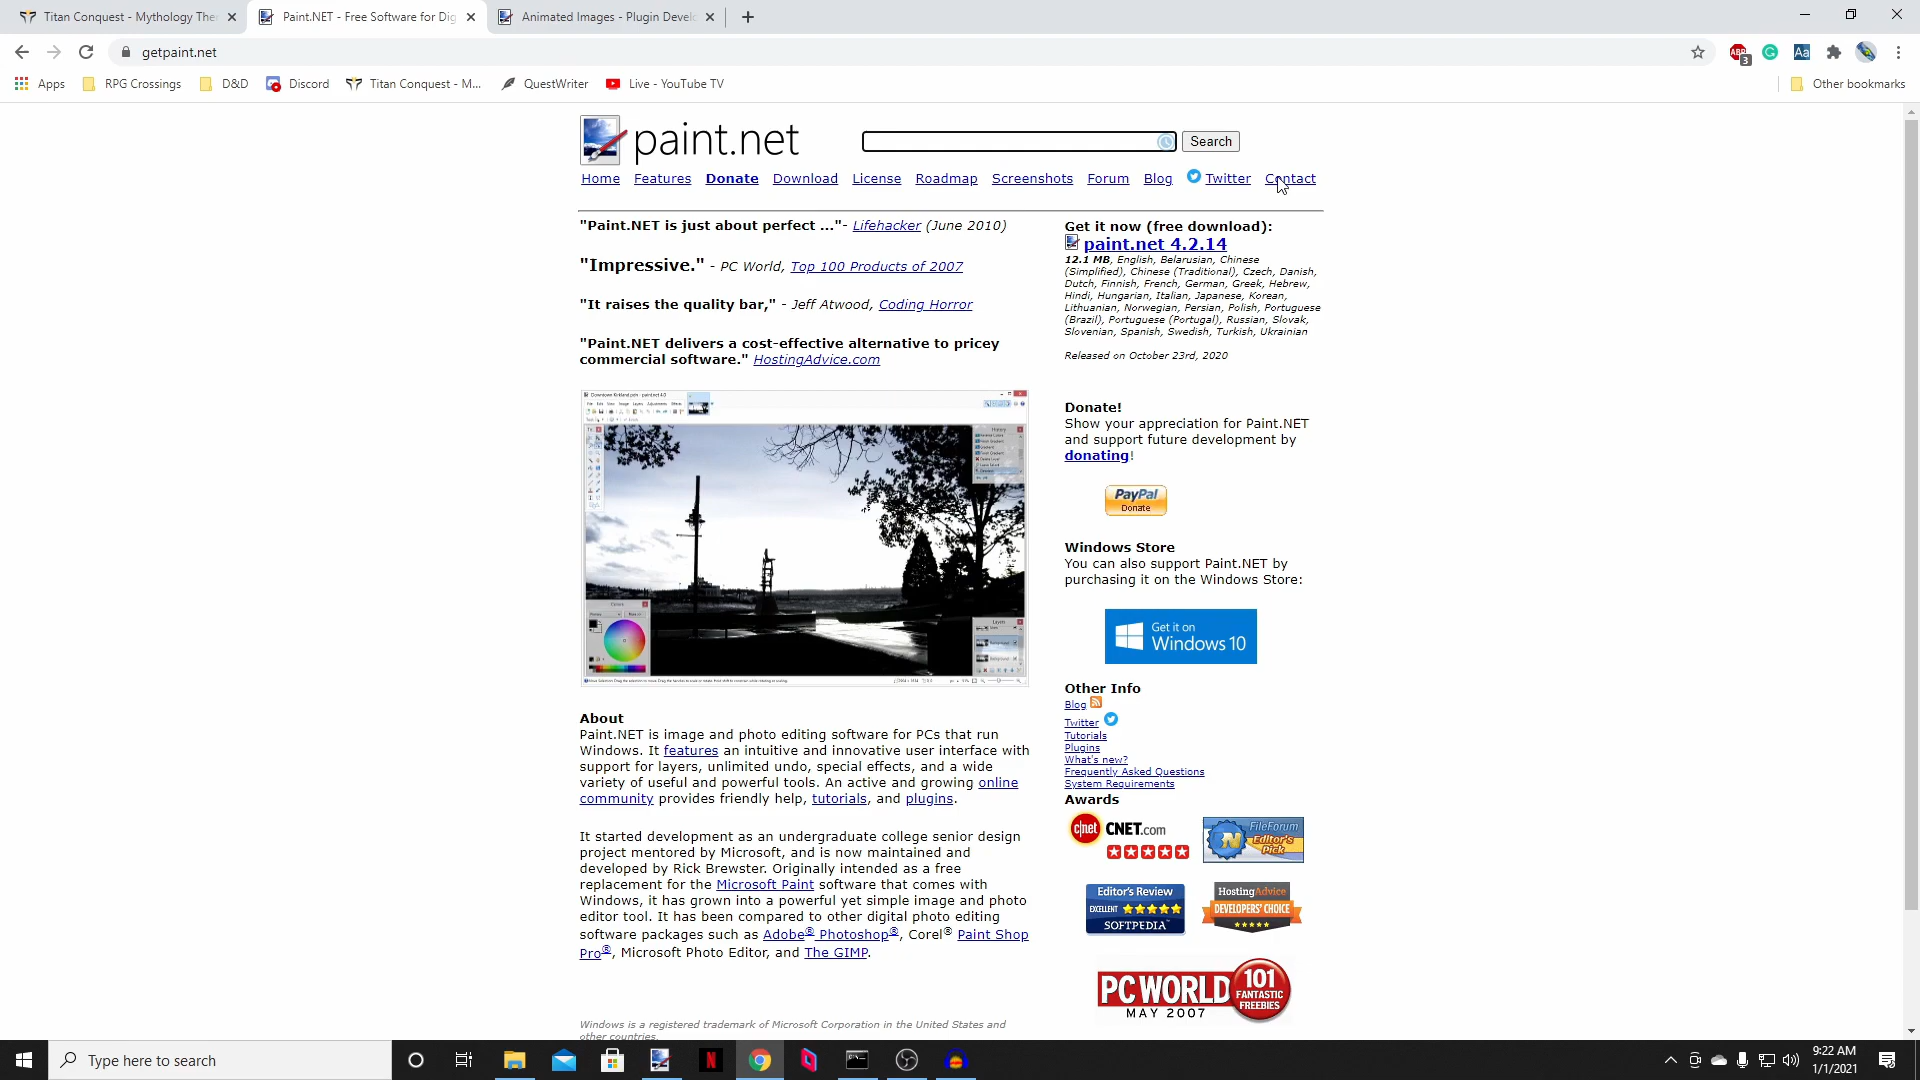 Titan Conquest - Mythology Ther
Paint.NET - Free Software for Dig
Animated Images - Plugin Devel
getpaint.net
3
Apps
RPG Crossings
D&D
Discord
Titan Conquest - M...
QuestWriter
Live - YouTube TV
Other bookmarks
paint.net
Search
Home Features Donate Download License Roadmap Screenshots Forum Blog Twitter Contact
"Paint.NET is just about perfect ..."- Lifehacker (June 2010)
"Impressive." - PC World, Top 100 Products of 2007
"It raises the quality bar," - Jeff Atwood, Coding Horror
"Paint.NET delivers a cost-effective alternative to pricey
commercial software." HostingAdvice.com
About
Paint.NET is image and photo editing software for PCs that run
Windows. It features an intuitive and innovative user interface with
support for layers, unlimited undo, special effects, and a wide
variety of useful and powerful tools. An active and growing online
community provides friendly help, tutorials, and plugins.
It started development as an undergraduate college senior design
project mentored by Microsoft, and is now maintained and
developed by Rick Brewster. Originally intended as a free
replacement for the Microsoft Paint software that comes with
Windows, it has grown into a powerful yet simple image and photo
editor tool. It has been compared to other digital photo editing
software packages such as Adobe® Photoshop®, Corel® Paint Shop
Pro®, Microsoft Photo Editor, and The GIMP.
Windows is a registered trademark of Microsoft Corporation in the United States and
other countries.
Get it now (free download):
paint.net 4.2.14
12.1 MB, English, Belarusian, Chinese
(Simplified), Chinese (Traditional), Czech, Danish,
Dutch, Finnish, French, German, Greek, Hebrew,
Hindi, Hungarian, Italian, Japanese, Korean,
Lithuanian, Norwegian, Persian, Polish, Portuguese
(Brazil), Portuguese (Portugal), Russian, Slovak,
Slovenian, Spanish, Swedish, Turkish, Ukrainian
Released on October 23rd, 2020
Donate!
Show your appreciation for Paint.NET
and support future development by
donating!
PayPal
Donate
Windows Store
You can also support Paint.NET by
purchasing it on the Windows Store:
Get it on
Windows 10
Other Info
Blog
Twitter
Tutorials
Plugins
What's new?
Frequently Asked Questions
System Requirements
Awards
c|net CNET.com
FileForum
Editor's
Pick
Editor's Review
EXCELLENT
SOFTPEDIA
HostingAdvice
DEVELOPERS' CHOICE
PC WORLD 101
FANTASTIC
FREEBIES
MAY 2007
Type here to search
9:22 AM
1/1/2021